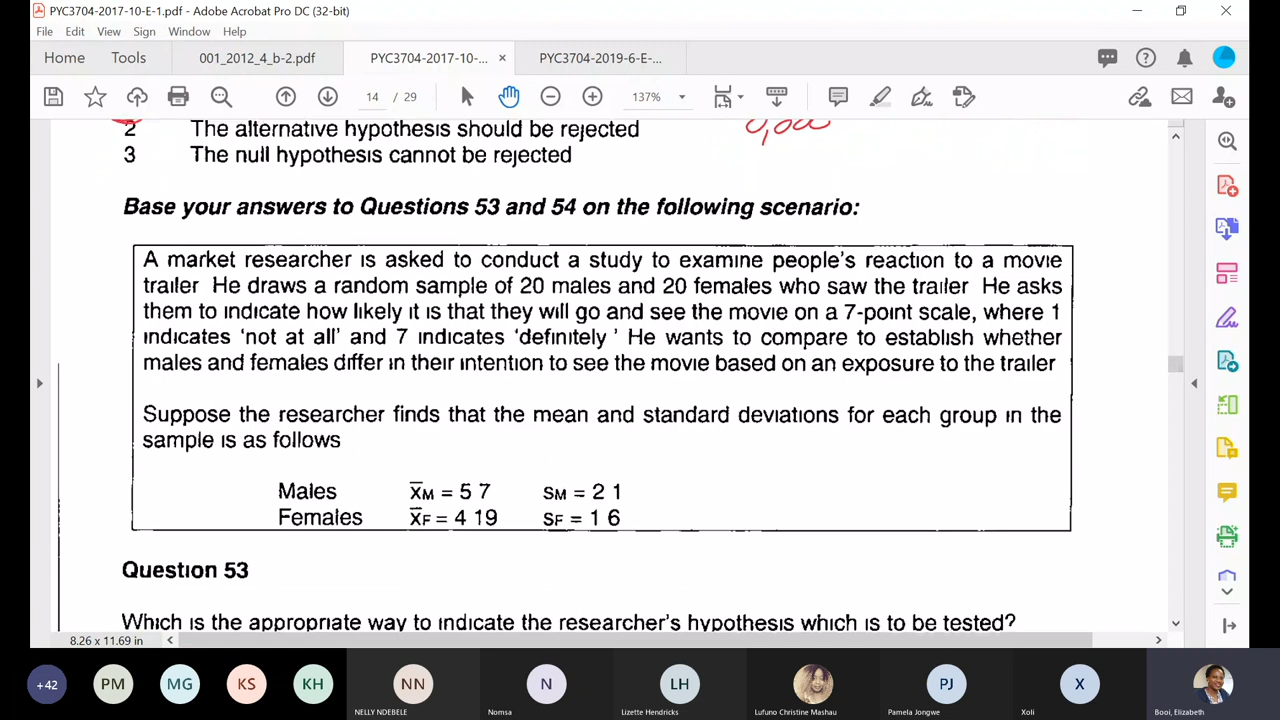 PYC3704-2017-10-E-1.pdf - Adobe Acrobat Pro DC (32-bit)
File Edit View Sign Window Help
Home Tools 001_2012_4_b-2.pdf PYC3704-2017-10-... × PYC3704-2019-6-E-...
14 / 29 137%
2 The alternative hypothesis should be rejected
3 The null hypothesis cannot be rejected
Base your answers to Questions 53 and 54 on the following scenario:
A market researcher is asked to conduct a study to examine people's reaction to a movie
trailer He draws a random sample of 20 males and 20 females who saw the trailer He asks
them to indicate how likely it is that they will go and see the movie on a 7-point scale, where 1
indicates 'not at all' and 7 indicates 'definitely ' He wants to compare to establish whether
males and females differ in their intention to see the movie based on an exposure to the trailer
Suppose the researcher finds that the mean and standard deviations for each group in the
sample is as follows
Males X̄M = 5 7 SM = 2 1
Females X̄F = 4 19 SF = 1 6
Question 53
Which is the appropriate way to indicate the researcher's hypothesis which is to be tested?
8.26 x 11.69 in
+42 PM MG KS KH NN N LH PJ X
NELLY NDEBELE Nomsa Lizette Hendricks Lufuno Christine Mashau Pamela Jongwe Xoli Booi, Elizabeth